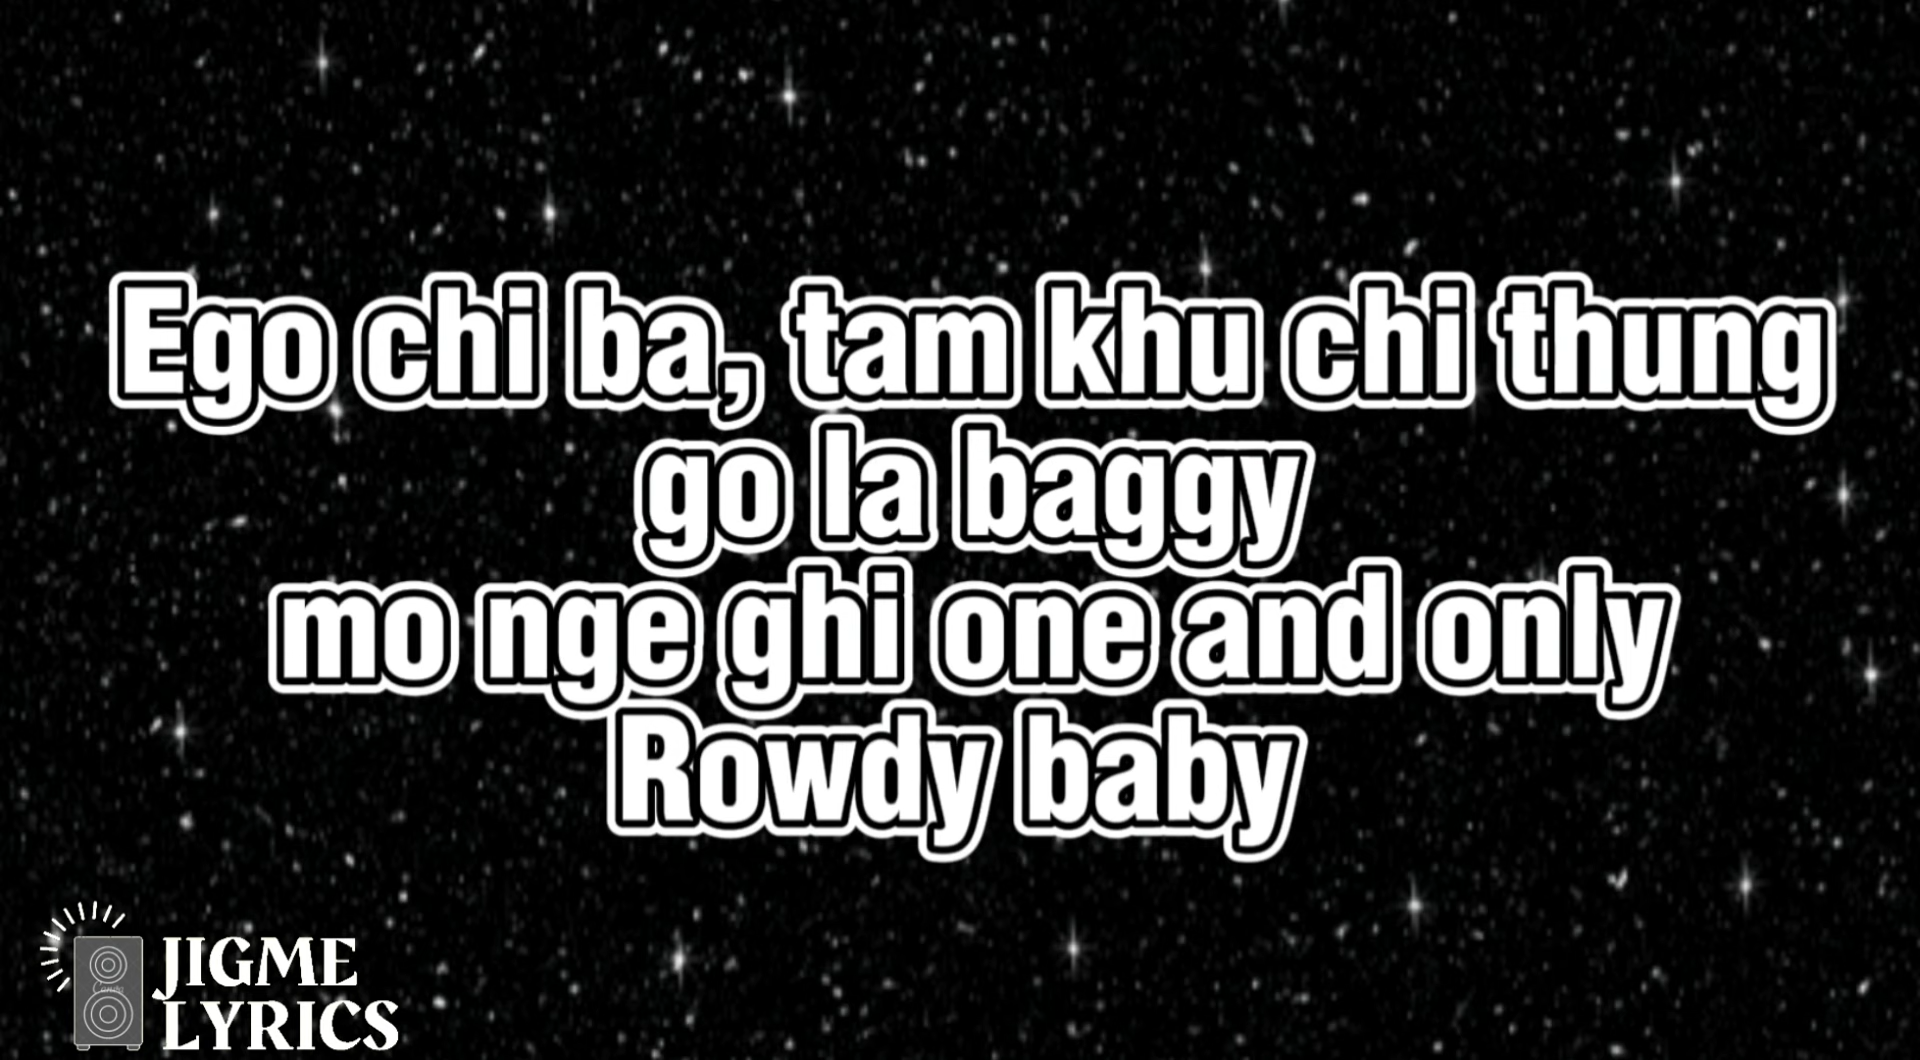 Ego chi ba, tam khu chi thung
go la baggy
mo nge ghi one and only
Rowdy baby
JIGME
LYRICS
Canva